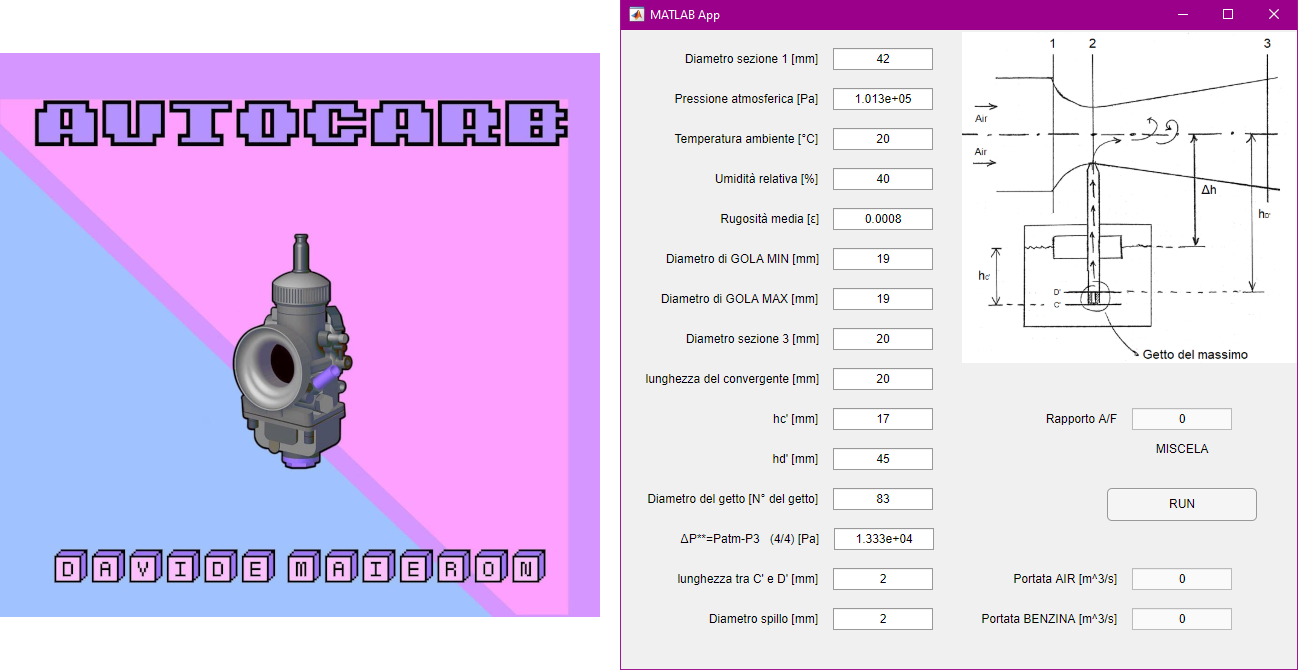 AUTOCARB
DAVIDE MAIERON
MATLAB App
Diametro sezione 1 [mm] 42
Pressione atmosferica [Pa] 1.013e+05
Temperatura ambiente [°C] 20
Umidità relativa [%] 40
Rugosità media [ε] 0.0008
Diametro di GOLA MIN [mm] 19
Diametro di GOLA MAX [mm] 19
Diametro sezione 3 [mm] 20
lunghezza del convergente [mm] 20
hc' [mm] 17
hd' [mm] 45
Diametro del getto [N° del getto] 83
ΔP**=Patm-P3 (4/4) [Pa] 1.333e+04
lunghezza tra C' e D' [mm] 2
Diametro spillo [mm] 2
1 2 3
Air
Air
Δh
hD'
hc'
D'
C'
Getto del massimo
Rapporto A/F 0
MISCELA
RUN
Portata AIR [m^3/s] 0
Portata BENZINA [m^3/s] 0